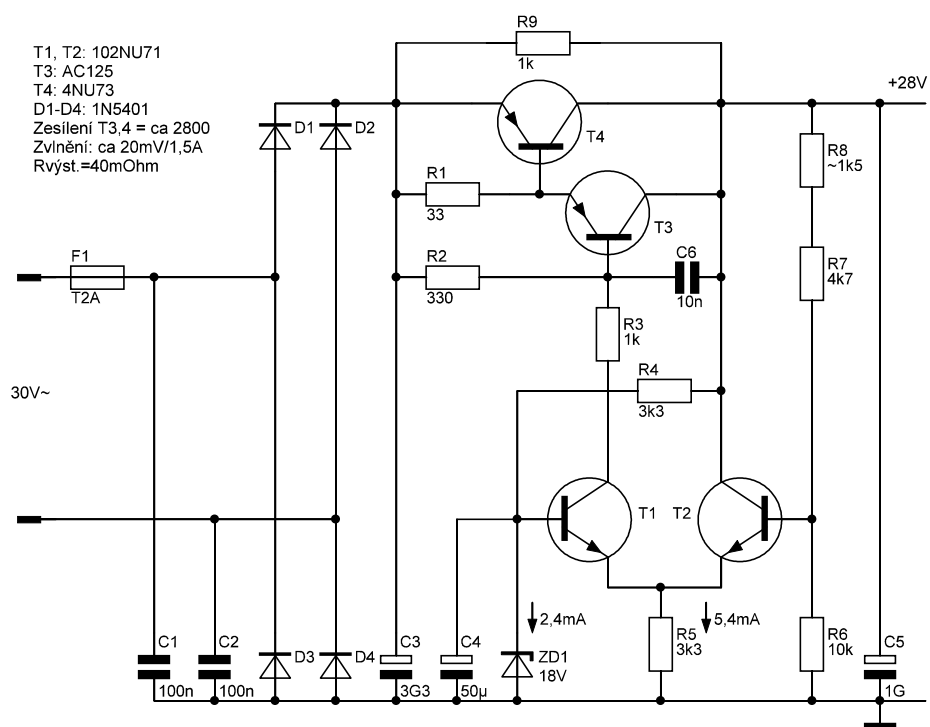 T1, T2: 102NU71
T3: AC125
T4: 4NU73
D1-D4: 1N5401
Zesílení T3,4 = ca 2800
Zvlnění: ca 20mV/1,5A
Rvýst.=40mOhm
R9
1k
+28V
D1
D2
T4
R8
~1k5
R1
33
T3
F1
T2A
R2
330
C6
10n
R7
4k7
R3
1k
30V~
R4
3k3
T1
T2
2,4mA
5,4mA
C1
100n
C2
100n
D3
D4
C3
3G3
C4
50µ
ZD1
18V
R5
3k3
R6
10k
C5
1G